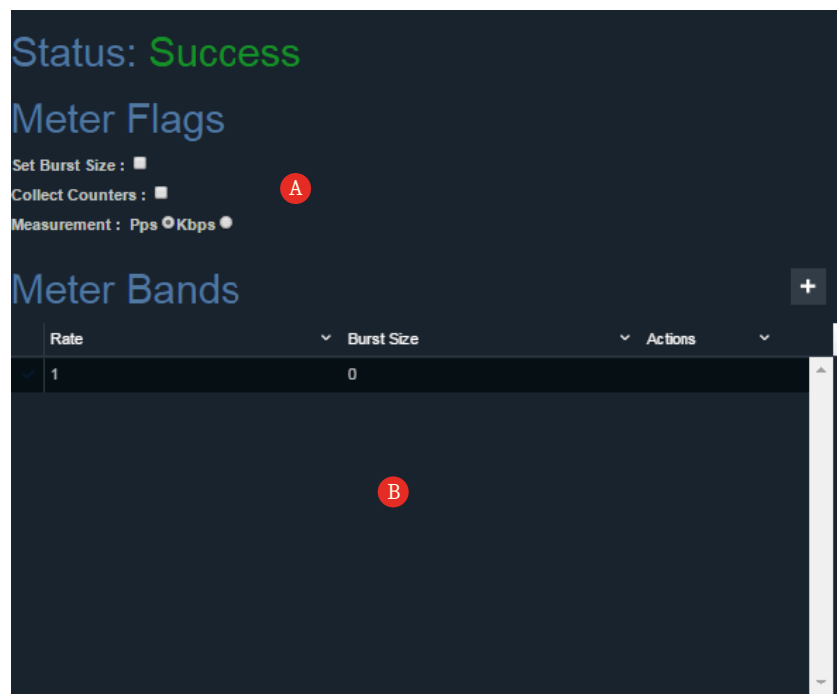 Status: Success
Meter Flags
Set Burst Size :
A
Collect Counters :
Measurement : Pps Kbps
Meter Bands
+
Rate Burst Size Actions
1 0
B